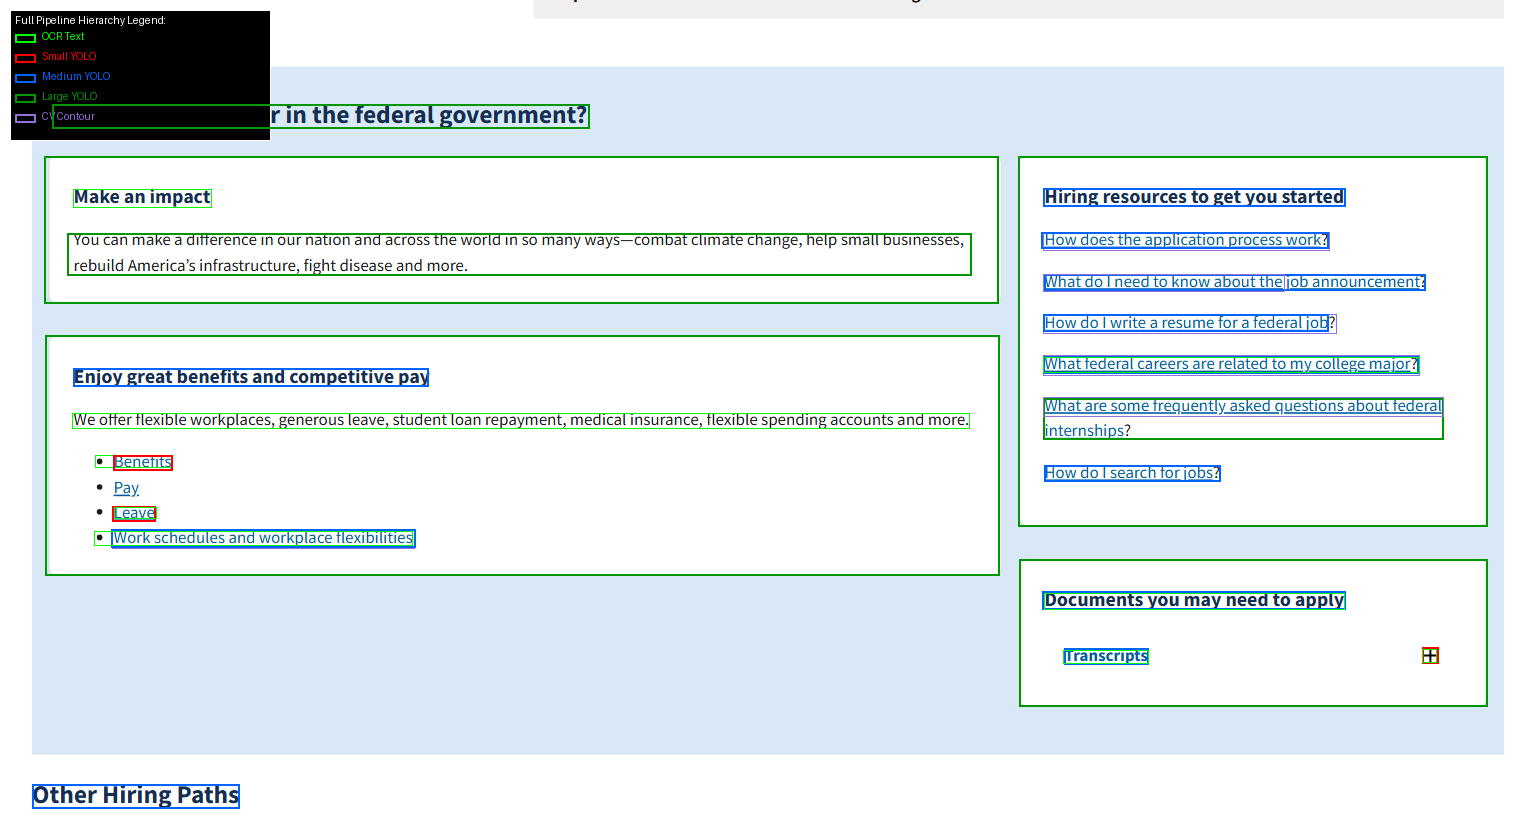 Full Pipeline Hierarchy Legend:
OCR Text
Small YOLO
Medium YOLO
Large YOLO
CV Contour
r in the federal government?
Make an impact
You can make a difference in our nation and across the world in so many ways—combat climate change, help small businesses,
rebuild America's infrastructure, fight disease and more.
Enjoy great benefits and competitive pay
We offer flexible workplaces, generous leave, student loan repayment, medical insurance, flexible spending accounts and more.
• Benefits
• Pay
• Leave
• Work schedules and workplace flexibilities
Hiring resources to get you started
How does the application process work?
What do I need to know about the job announcement?
How do I write a resume for a federal job?
What federal careers are related to my college major?
What are some frequently asked questions about federal
internships?
How do I search for jobs?
Documents you may need to apply
Transcripts +
Other Hiring Paths